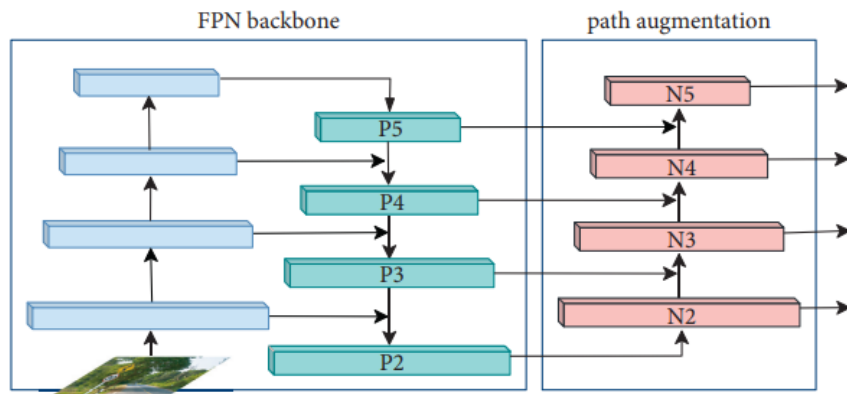 FPN backbone
path augmentation
P5
P4
P3
P2
N5
N4
N3
N2